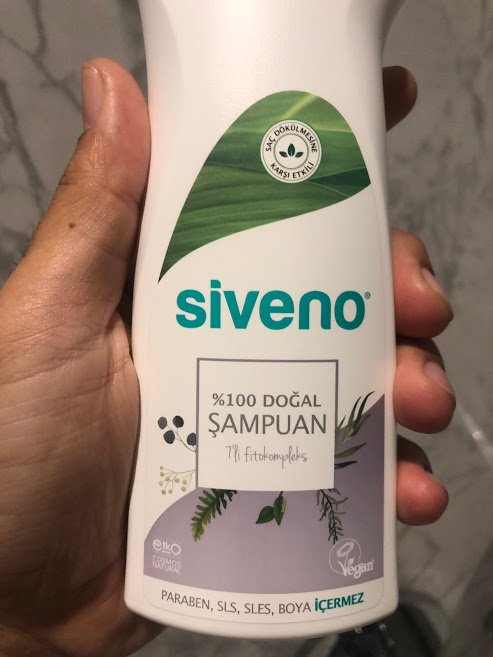 SAÇ DÖKÜLMESİNE
KARŞI ETKİLİ
siveno®
%100 DOĞAL
ŞAMPUAN
7'li fitokompleks
etko
COSMOS
NATURAL
Vegan
PARABEN, SLS, SLES, BOYA İÇERMEZ